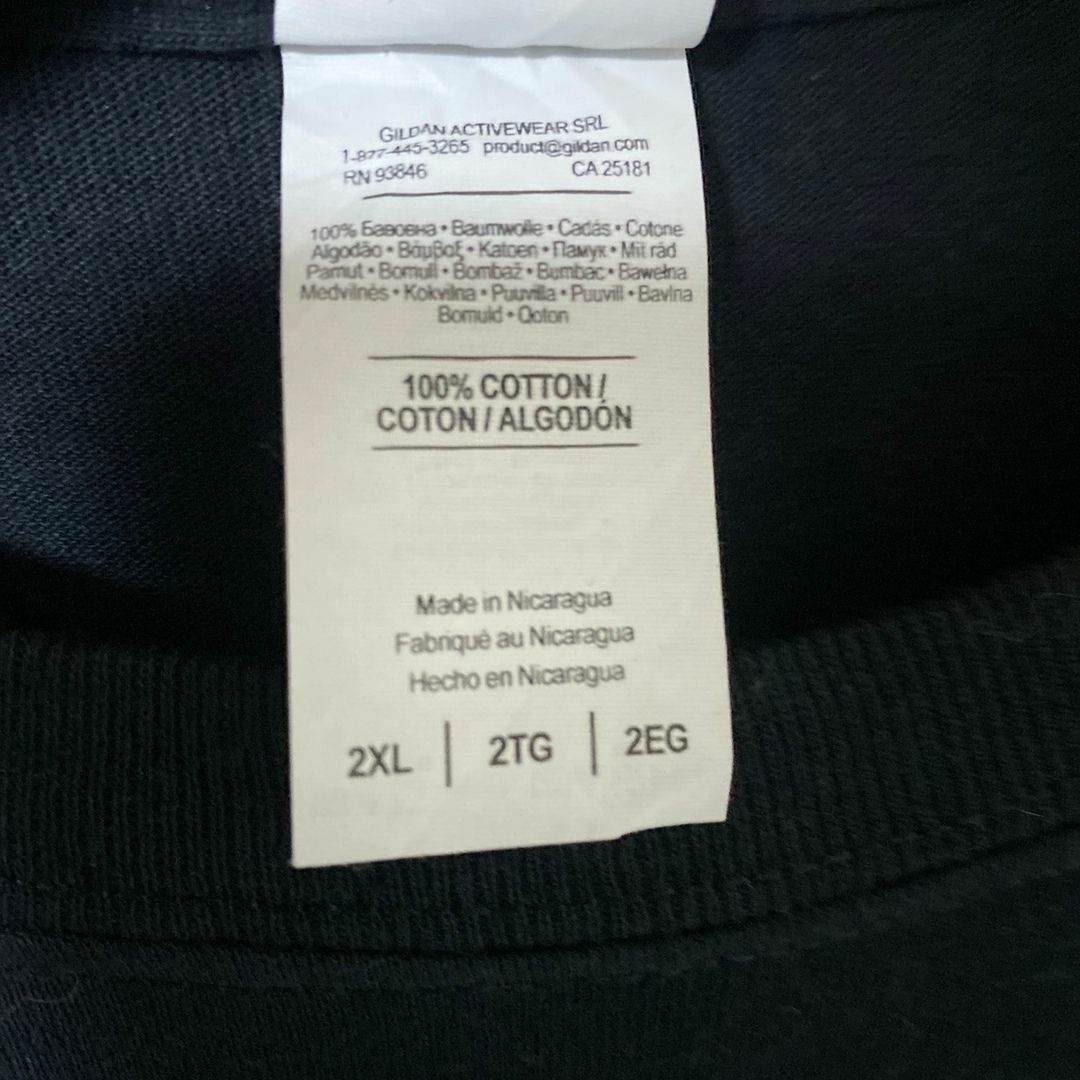 GILDAN ACTIVEWEAR SRL
1-877-445-3265 product@gildan.com
RN 93846 CA 25181
100% Бавовна • Baumwolle • Cadás • Cotone
Algodão • Βάμβαξ • Katoen • Памук • Mit rád
Pamut • Bomull • Bombaž • Bumbac • Bawełna
Medvilnės • Kokvilna • Puuvilla • Puuvill • Bavlna
Bomuld • Qoton
100% COTTON /
COTON / ALGODÓN
Made in Nicaragua
Fabriqué au Nicaragua
Hecho en Nicaragua
2XL | 2TG | 2EG